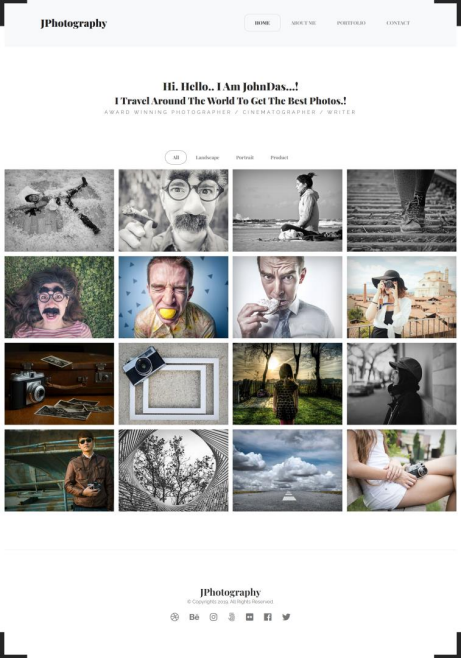 JPhotography
HOME ABOUT ME PORTFOLIO CONTACT
Hi. Hello.. I Am JohnDas...!
I Travel Around The World To Get The Best Photos.!
AWARD WINNING PHOTOGRAPHER / CINEMATOGRAPHER / WRITER
All Landscape Portrait Product
JPhotography
© Copyrights 2019. All Rights Reserved
Bē